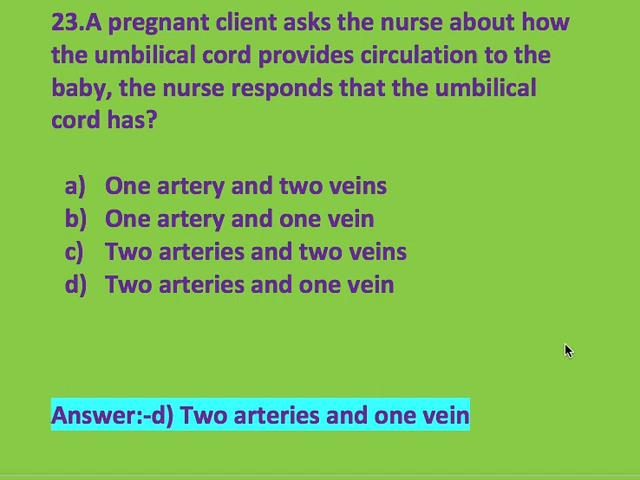 23.A pregnant client asks the nurse about how
the umbilical cord provides circulation to the
baby, the nurse responds that the umbilical
cord has?
a) One artery and two veins
b) One artery and one vein
c) Two arteries and two veins
d) Two arteries and one vein
Answer:-d) Two arteries and one vein